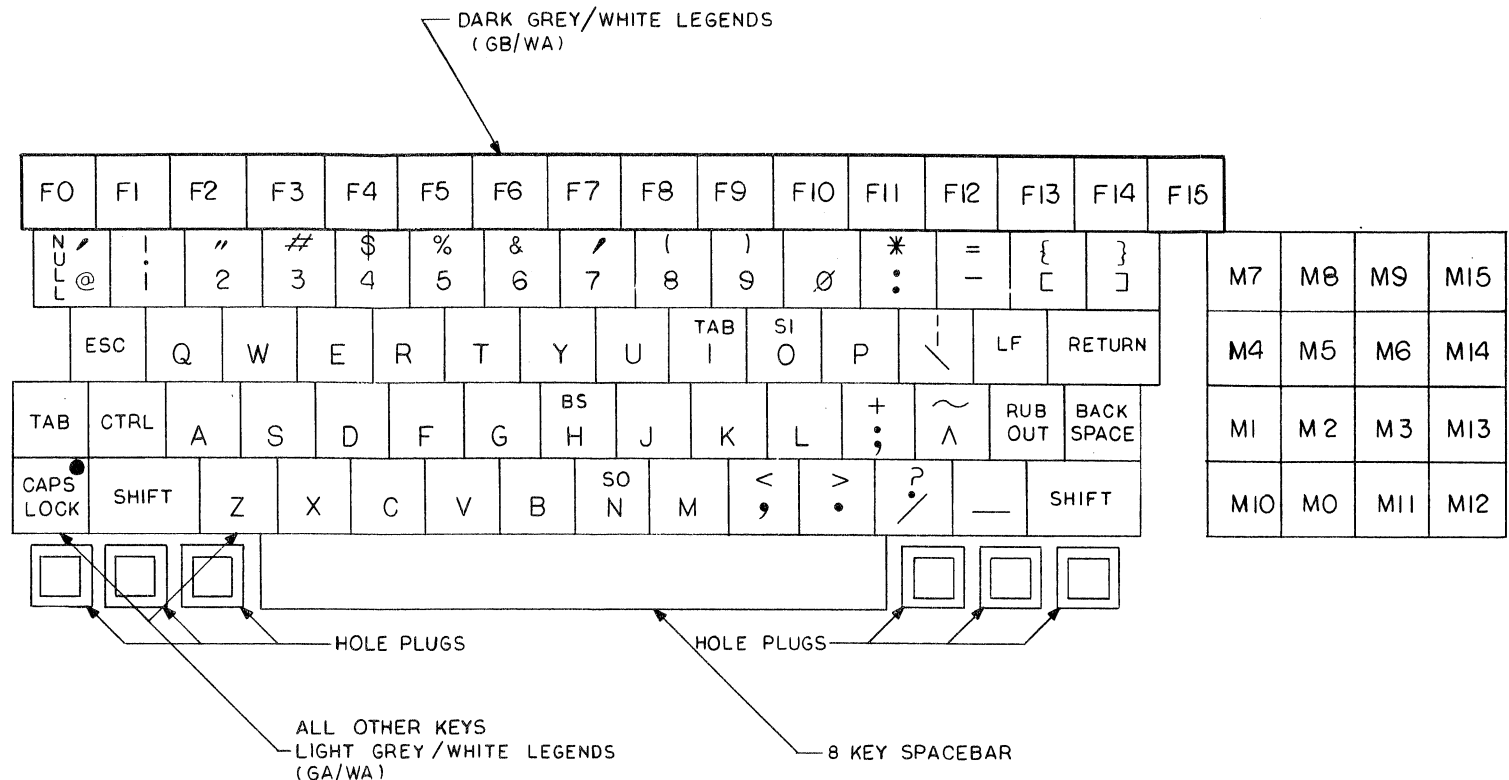 DARK GREY/WHITE LEGENDS
(GB/WA)
F0 F1 F2 F3 F4 F5 F6 F7 F8 F9 F10 F11 F12 F13 F14 F15
NULL ' ! " # $ % & ' ( ) * = { }
@ 1 2 3 4 5 6 7 8 9 Ø : - [ ]
M7 M8 M9 M15
TAB SI ¦
ESC Q W E R T Y U I O P \ LF RETURN
M4 M5 M6 M14
BS + ~
TAB CTRL A S D F G H J K L ; ^ RUB OUT BACK SPACE
M1 M2 M3 M13
SO < > ?
CAPS LOCK SHIFT Z X C V B N M , . / _ SHIFT
M10 M0 M11 M12
HOLE PLUGS
HOLE PLUGS
ALL OTHER KEYS
LIGHT GREY/WHITE LEGENDS
(GA/WA)
8 KEY SPACEBAR